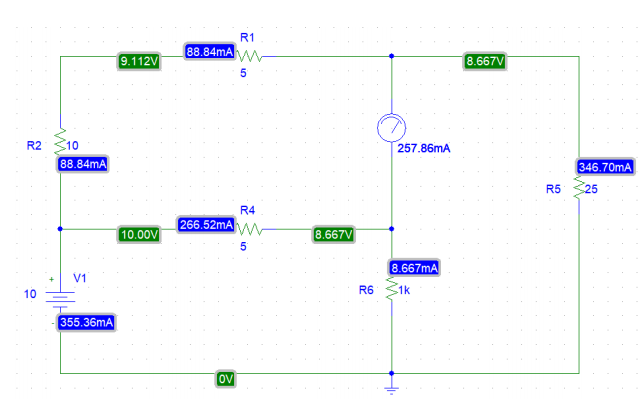 R1
88.84mA
9.112V
8.667V
5
R2
10
257.86mA
88.84mA
346.70mA
R5
25
R4
266.52mA
10.00V
8.667V
5
8.667mA
+
V1
10
R6
1k
-
355.36mA
0V